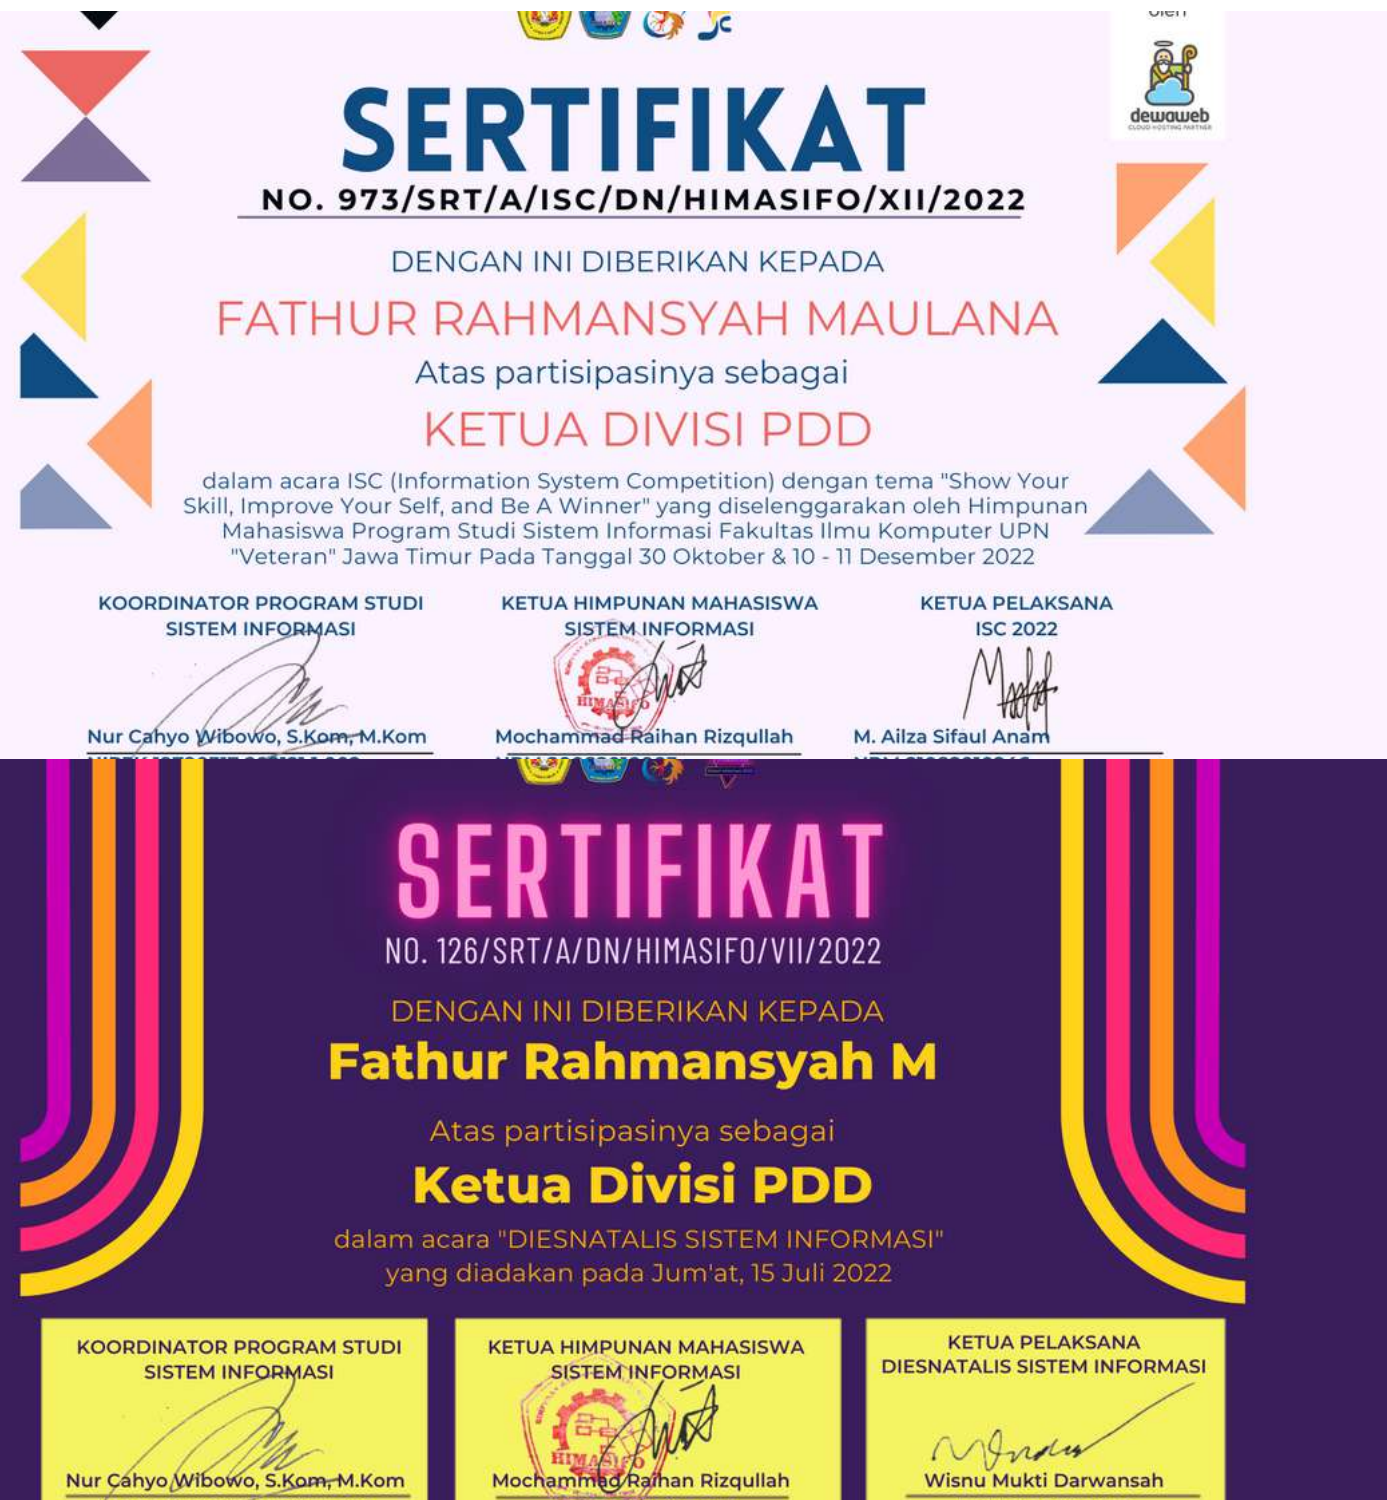 oleh
dewaweb
CLOUD HOSTING PARTNER
SERTIFIKAT
NO. 973/SRT/A/ISC/DN/HIMASIFO/XII/2022
DENGAN INI DIBERIKAN KEPADA
FATHUR RAHMANSYAH MAULANA
Atas partisipasinya sebagai
KETUA DIVISI PDD
dalam acara ISC (Information System Competition) dengan tema "Show Your
Skill, Improve Your Self, and Be A Winner" yang diselenggarakan oleh Himpunan
Mahasiswa Program Studi Sistem Informasi Fakultas Ilmu Komputer UPN
"Veteran" Jawa Timur Pada Tanggal 30 Oktober & 10 - 11 Desember 2022
KOORDINATOR PROGRAM STUDI
SISTEM INFORMASI
Nur Cahyo Wibowo, S.Kom, M.Kom
KETUA HIMPUNAN MAHASISWA
SISTEM INFORMASI
HIMASIFO
Mochammad Raihan Rizqullah
KETUA PELAKSANA
ISC 2022
M. Ailza Sifaul Anam
SERTIFIKAT
NO. 126/SRT/A/DN/HIMASIFO/VII/2022
DENGAN INI DIBERIKAN KEPADA
Fathur Rahmansyah M
Atas partisipasinya sebagai
Ketua Divisi PDD
dalam acara "DIESNATALIS SISTEM INFORMASI"
yang diadakan pada Jum'at, 15 Juli 2022
KOORDINATOR PROGRAM STUDI
SISTEM INFORMASI
Nur Cahyo Wibowo, S.Kom, M.Kom
KETUA HIMPUNAN MAHASISWA
SISTEM INFORMASI
HIMASIFO
Mochammad Raihan Rizqullah
KETUA PELAKSANA
DIESNATALIS SISTEM INFORMASI
Wisnu Mukti Darwansah